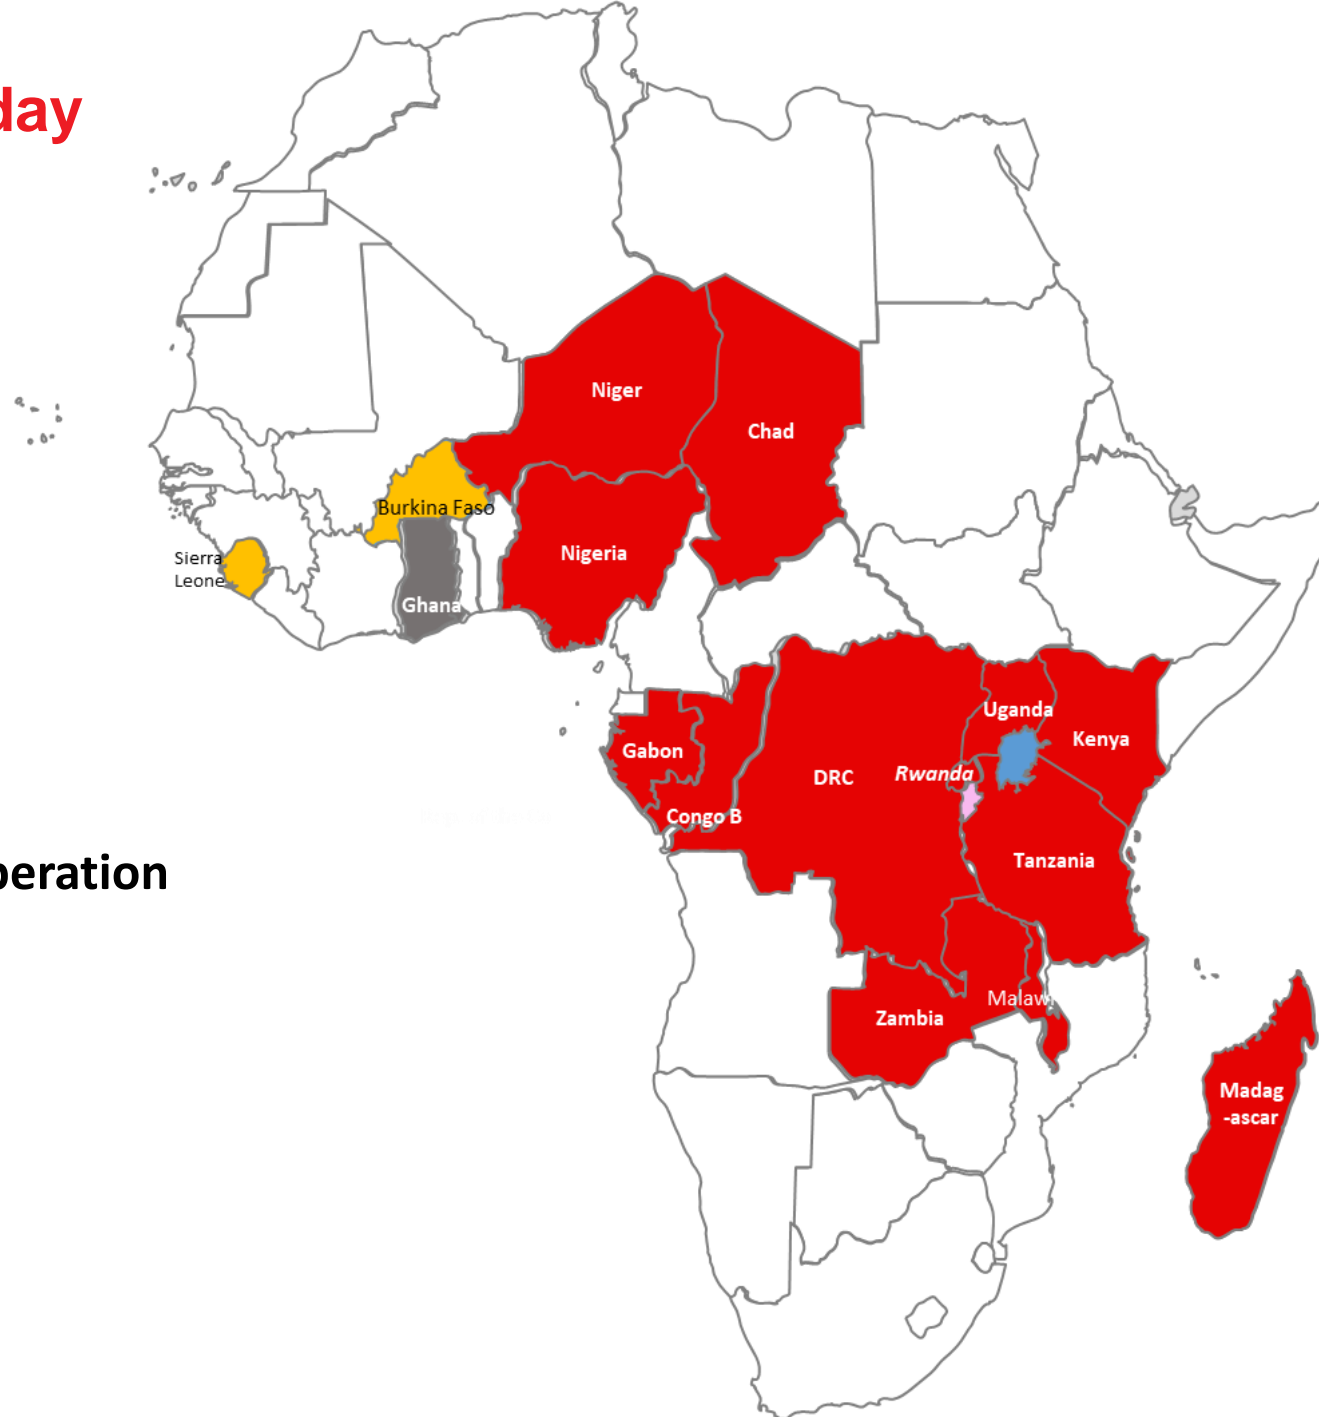 day
Niger
Chad
Burkina Faso
Nigeria
Sierra
Leone
Ghana
Uganda
Kenya
Gabon
DRC
Rwanda
Congo B
Tanzania
peration
Malawi
Zambia
Madag
-ascar